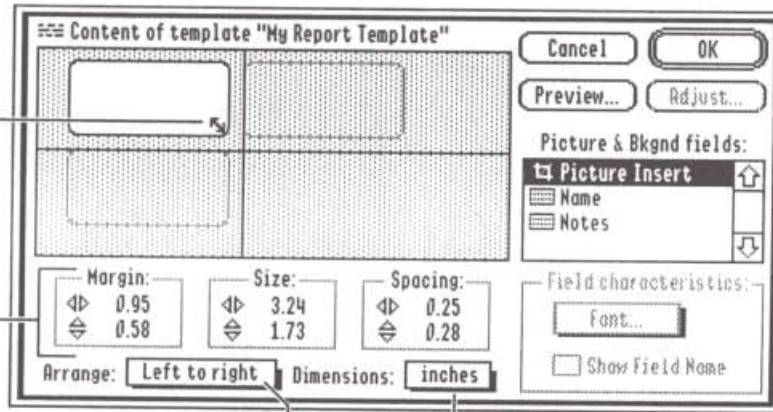 Content of template "My Report Template"
Cancel
OK
Preview...
Adjust...
Picture & Bkgnd fields:
Picture Insert
Name
Notes
Margin:
0.95
0.58
Size:
3.24
1.73
Spacing:
0.25
0.28
Field characteristics:
Font...
Show Field Name
Arrange: Left to right
Dimensions: inches